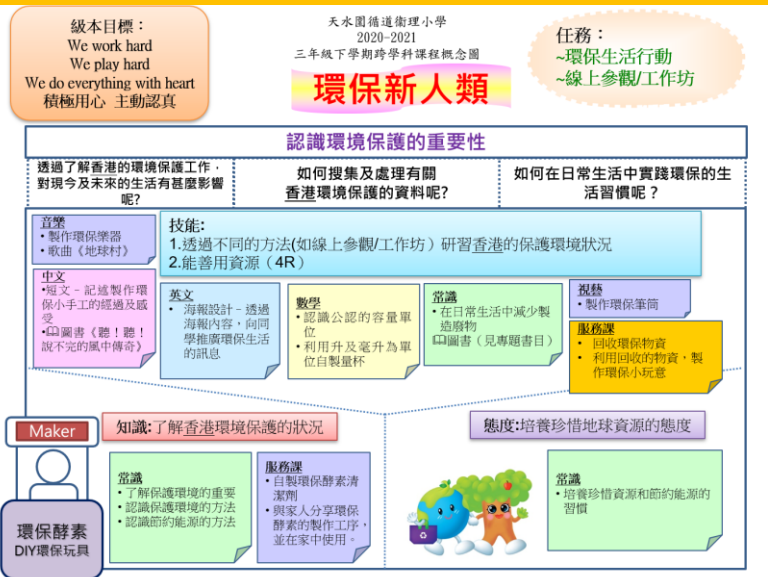 級本目標：
We work hard
We play hard
We do everything with heart
積極用心 主動認真
天水圍循道衞理小學
2020-2021
三年級下學期跨學科課程概念圖
環保新人類
任務：
~環保生活行動
~線上參觀/工作坊
認識環境保護的重要性
透過了解香港的環境保護工作，
對現今及未來的生活有甚麼影響
呢?
如何搜集及處理有關
香港環境保護的資料呢?
如何在日常生活中實踐環保的生
活習慣呢？
音樂
• 製作環保樂器
• 歌曲《地球村》
技能:
1.透過不同的方法(如線上參觀/工作坊）研習香港的保護環境狀況
2.能善用資源（4R）
中文
•短文－記述製作環
保小手工的經過及感
受
•🕮圖書《聽！聽！
說不完的風中傳奇》
英文
• 海報設計－透過
海報內容，向同
學推廣環保生活
的訊息
數學
• 認識公認的容量單
位
• 利用升及毫升為單
位自製量杯
常識
• 在日常生活中減少製
造廢物
🕮圖書（見專題書目）
視藝
• 製作環保筆筒
服務課
• 回收環保物資
• 利用回收的物資，製
作環保小玩意
Maker
環保酵素
DIY環保玩具
知識:了解香港環境保護的狀況
常識
• 了解保護環境的重要
• 認識保護環境的方法
• 認識節約能源的方法
服務課
• 自製環保酵素清
潔劑
• 與家人分享環保
酵素的製作工序，
並在家中使用。
態度:培養珍惜地球資源的態度
常識
• 培養珍惜資源和節約能源的
習慣